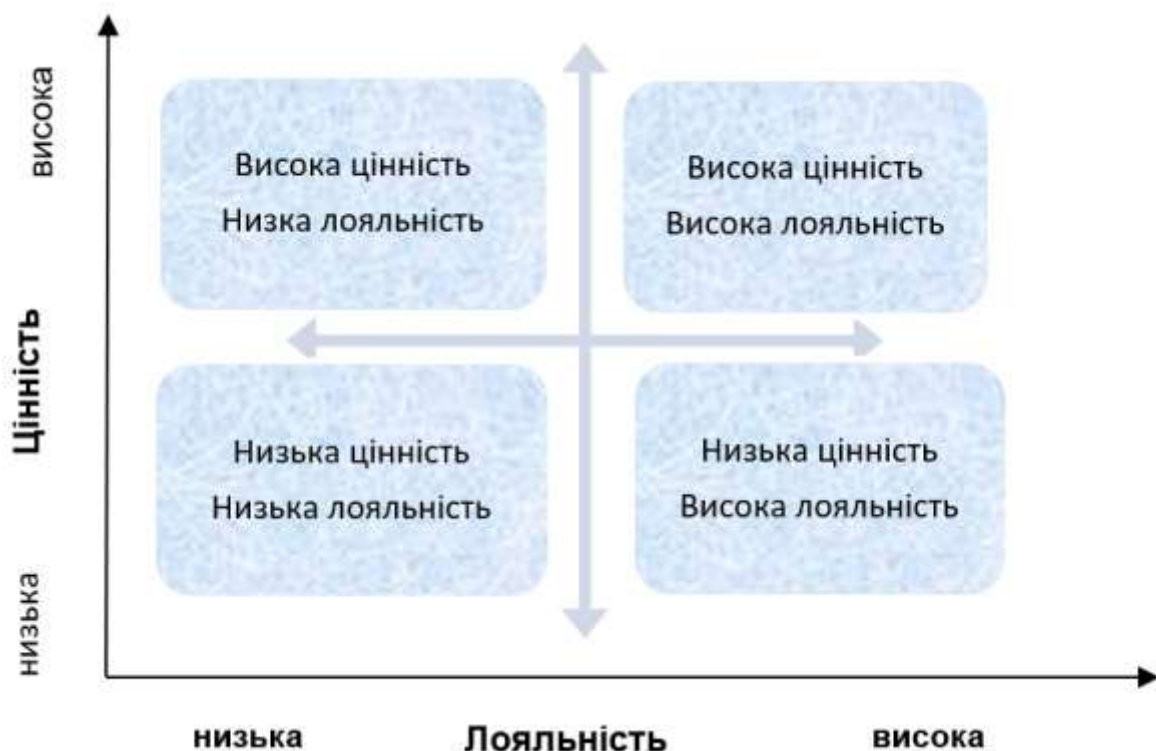 висока
Висока цінність
Низка лояльність
Висока цінність
Висока лояльність
Цінність
Низька цінність
Низька лояльність
Низька цінність
Висока лояльність
низька
низька
Лояльність
висока